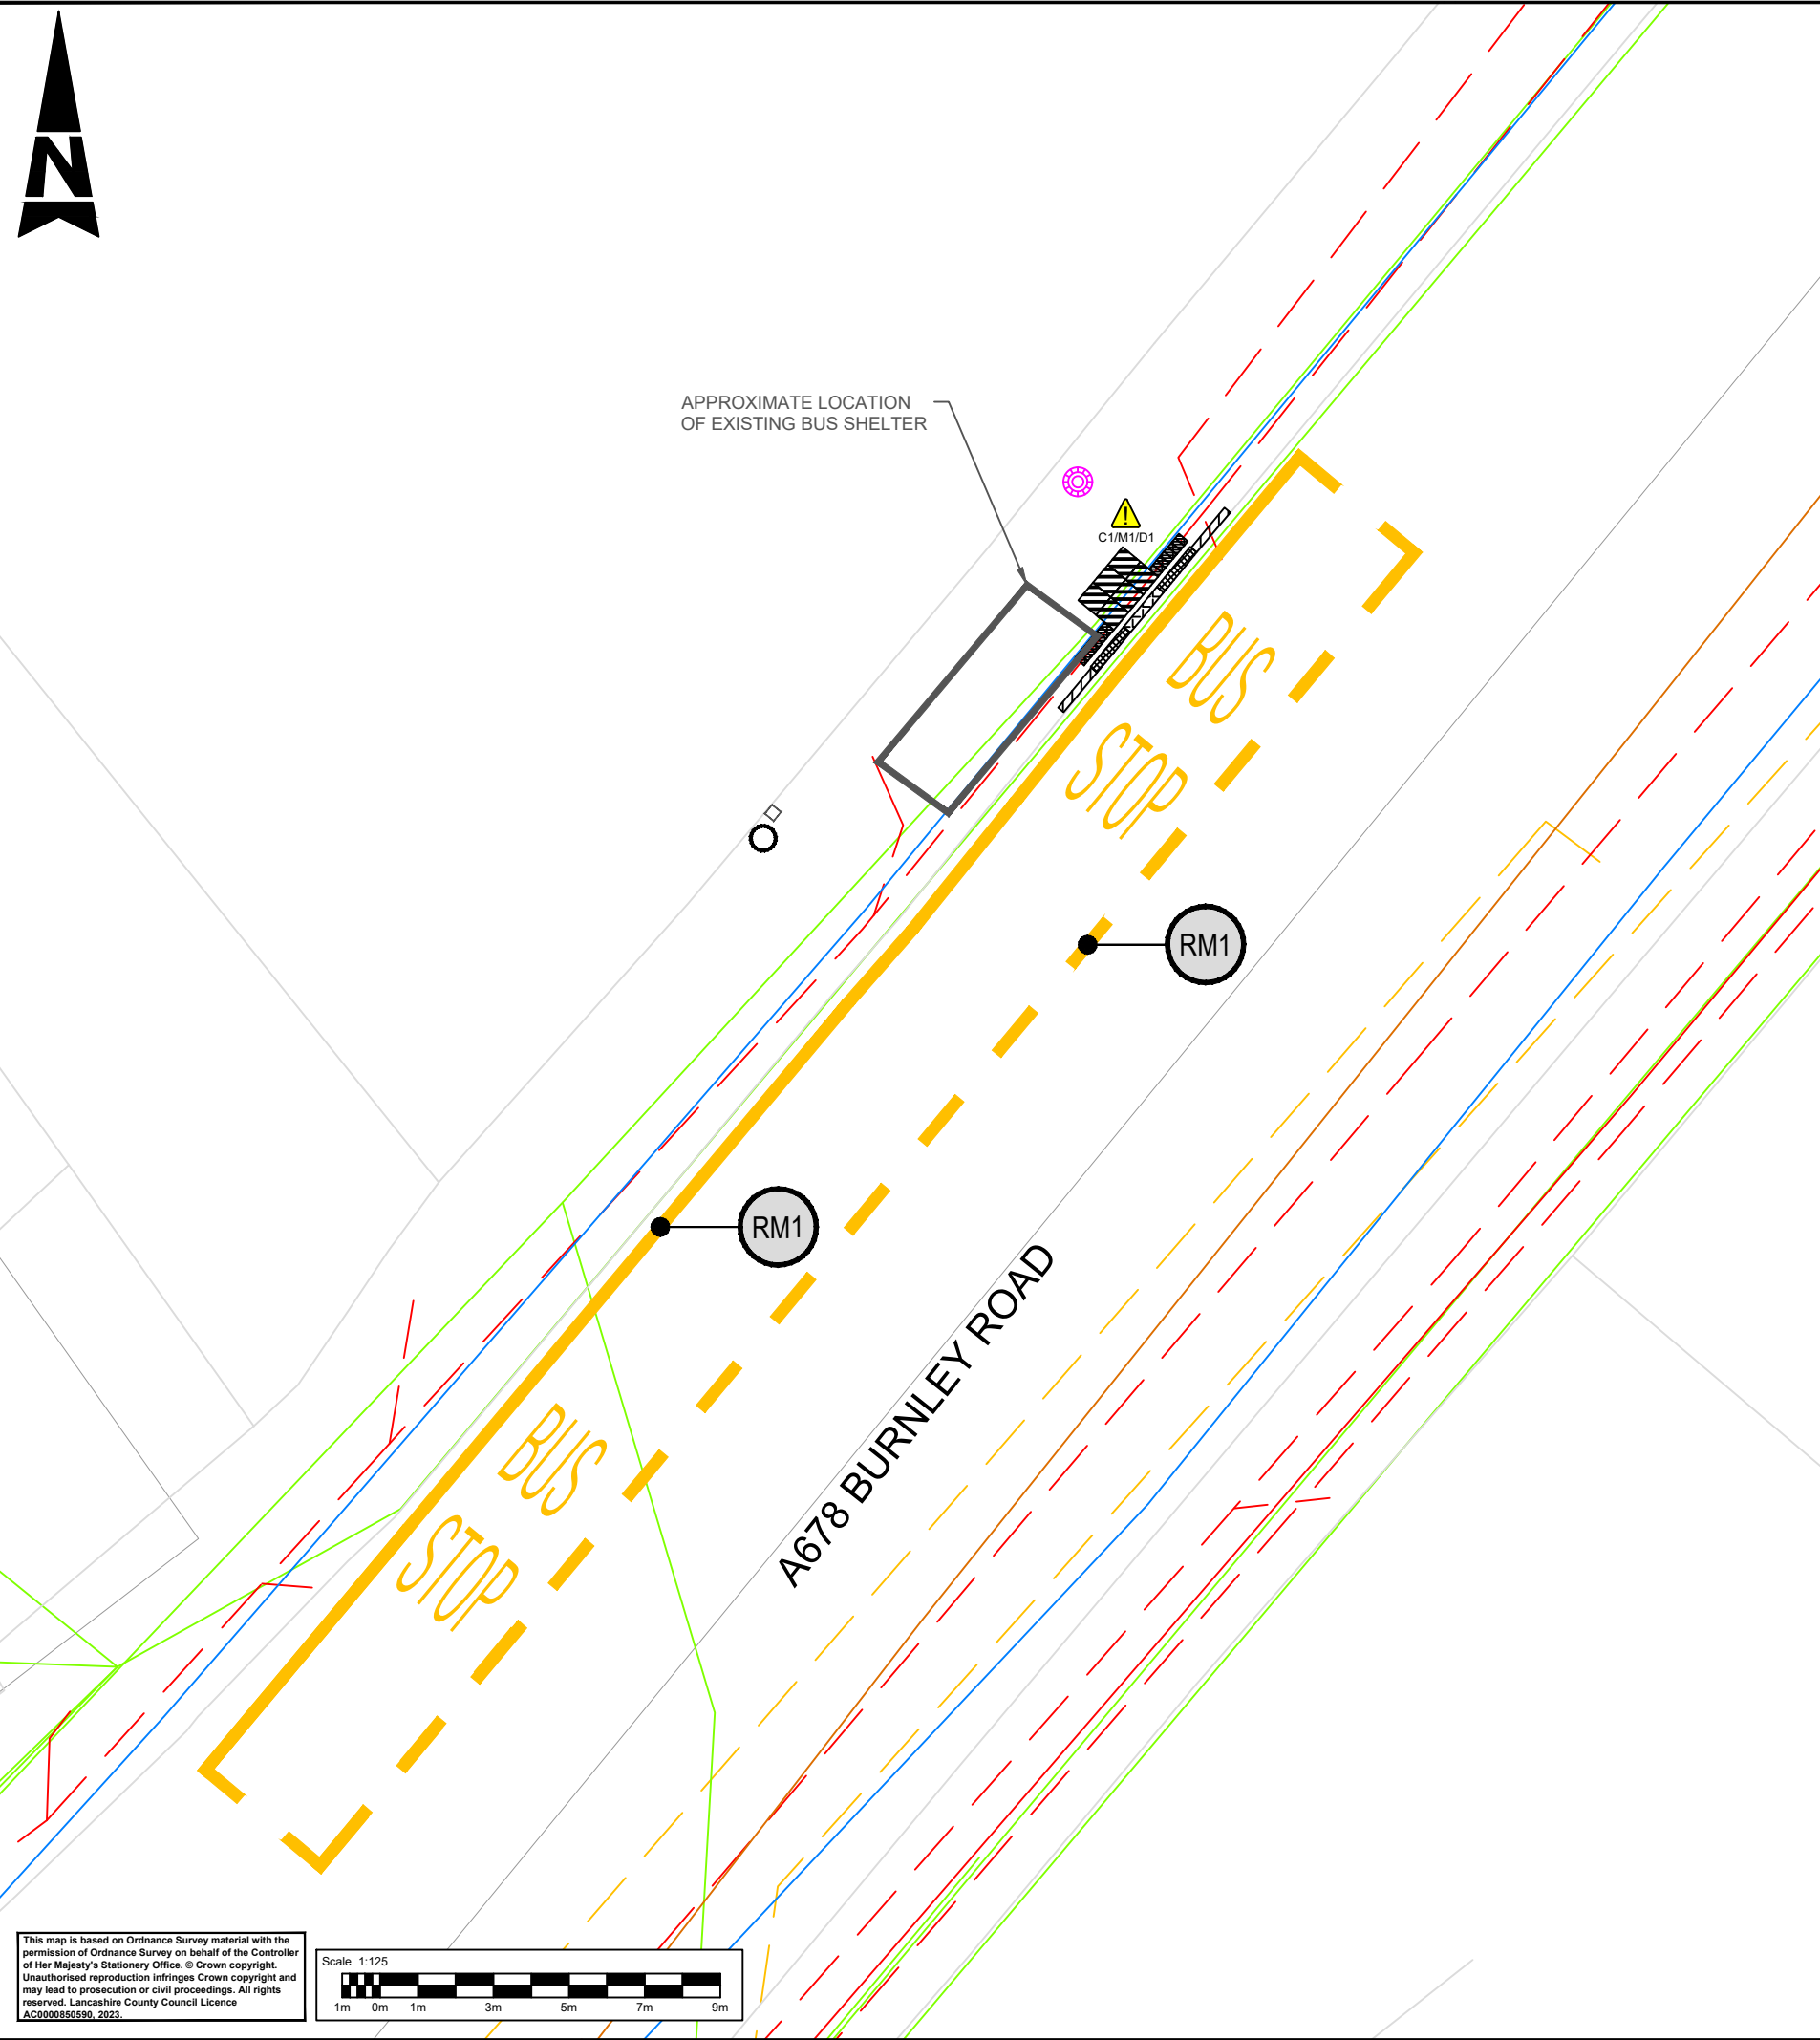 N
APPROXIMATE LOCATION
OF EXISTING BUS SHELTER
C1/M1/D1
BUS
STOP
RM1
RM1
A678 BURNLEY ROAD
BUS
STOP
This map is based on Ordnance Survey material with the
permission of Ordnance Survey on behalf of the Controller
of Her Majesty's Stationery Office. © Crown copyright.
Unauthorised reproduction infringes Crown copyright and
may lead to prosecution or civil proceedings. All rights
reserved. Lancashire County Council Licence
AC0000850590, 2023.
Scale 1:125
1m 0m 1m 3m 5m 7m 9m